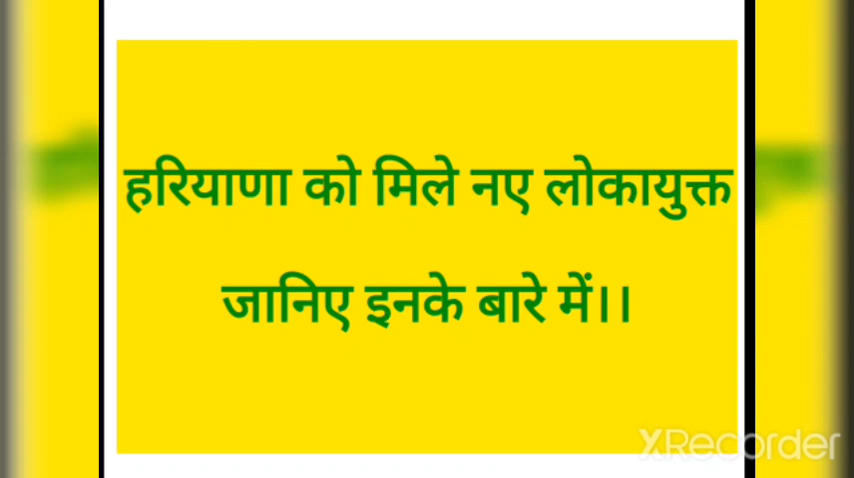 हरियाणा को मिले नए लोकायुक्त
जानिए इनके बारे में।।
XRecorder